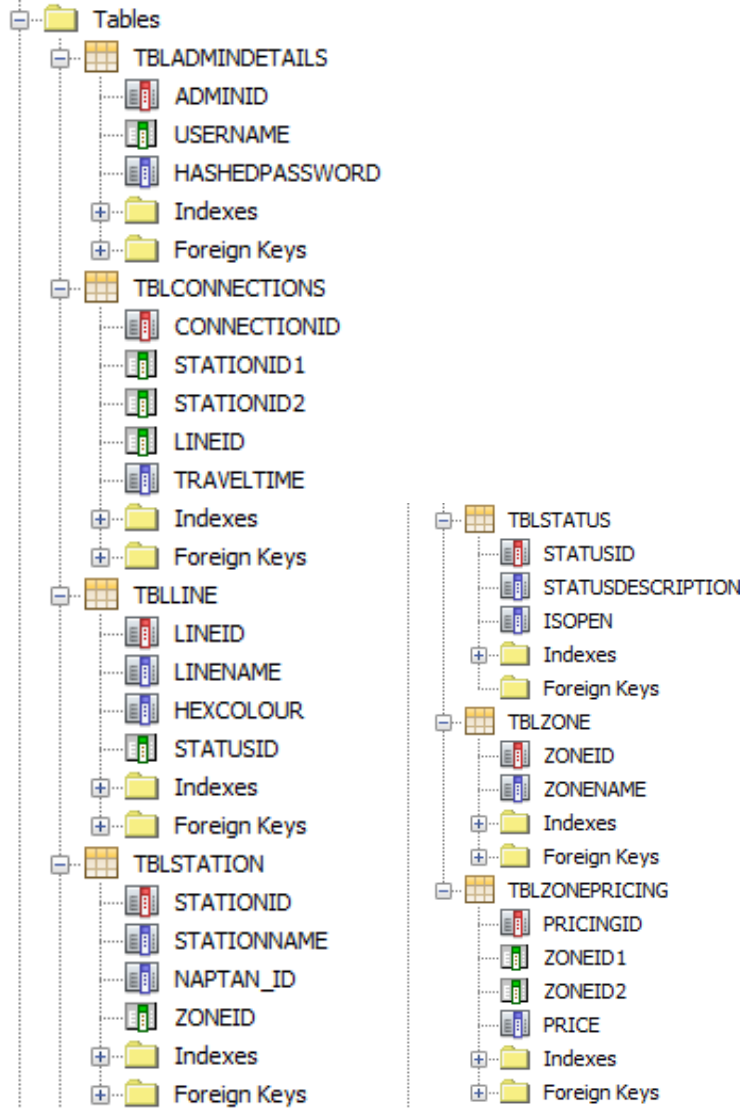 Tables
TBLADMINDETAILS
ADMINID
USERNAME
HASHEDPASSWORD
Indexes
Foreign Keys
TBLCONNECTIONS
CONNECTIONID
STATIONID1
STATIONID2
LINEID
TRAVELTIME
Indexes
Foreign Keys
TBLLINE
LINEID
LINENAME
HEXCOLOUR
STATUSID
Indexes
Foreign Keys
TBLSTATION
STATIONID
STATIONNAME
NAPTAN_ID
ZONEID
Indexes
Foreign Keys
TBLSTATUS
STATUSID
STATUSDESCRIPTION
ISOPEN
Indexes
Foreign Keys
TBLZONE
ZONEID
ZONENAME
Indexes
Foreign Keys
TBLZONEPRICING
PRICINGID
ZONEID1
ZONEID2
PRICE
Indexes
Foreign Keys